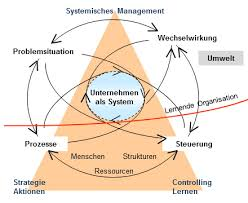 Systemisches Management
Wechselwirkung
Problemsituation
Umwelt
Unternehmen
als System
Lernende Organisation
Prozesse
Steuerung
Menschen
Strukturen
Ressourcen
Strategie
Aktionen
Controlling
Lernen